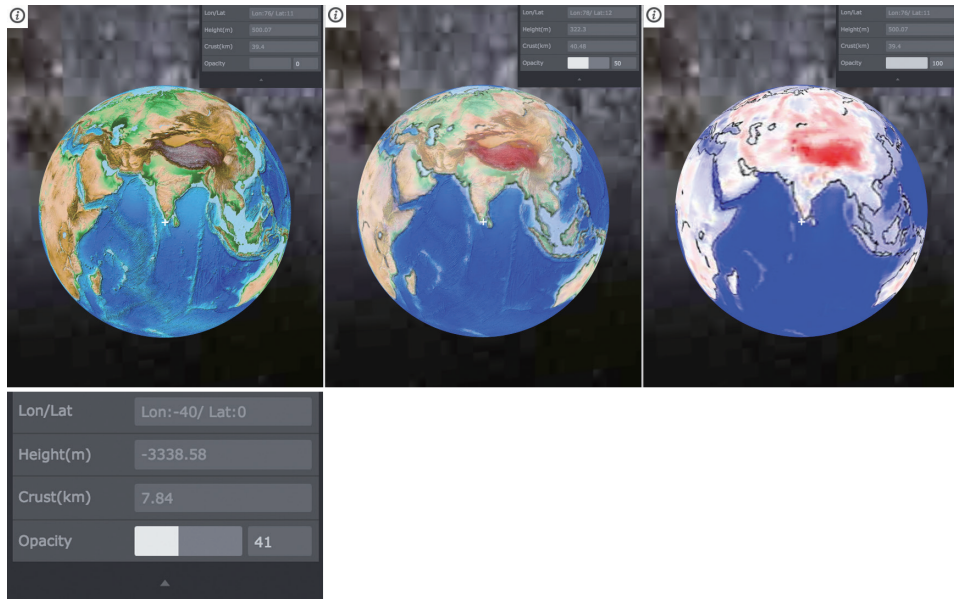 i
Lon/Lat Lon:76/ Lat:11
Height(m) 500.07
Crust(km) 39.4
Opacity 0
i
Lon/Lat Lon:76/ Lat:12
Height(m) 322.3
Crust(km) 40.46
Opacity 50
i
Lon/Lat Lon:76/ Lat:11
Height(m) 500.07
Crust(km) 39.4
Opacity 100
Lon/Lat Lon:-40/ Lat:0
Height(m) -3338.58
Crust(km) 7.84
Opacity 41